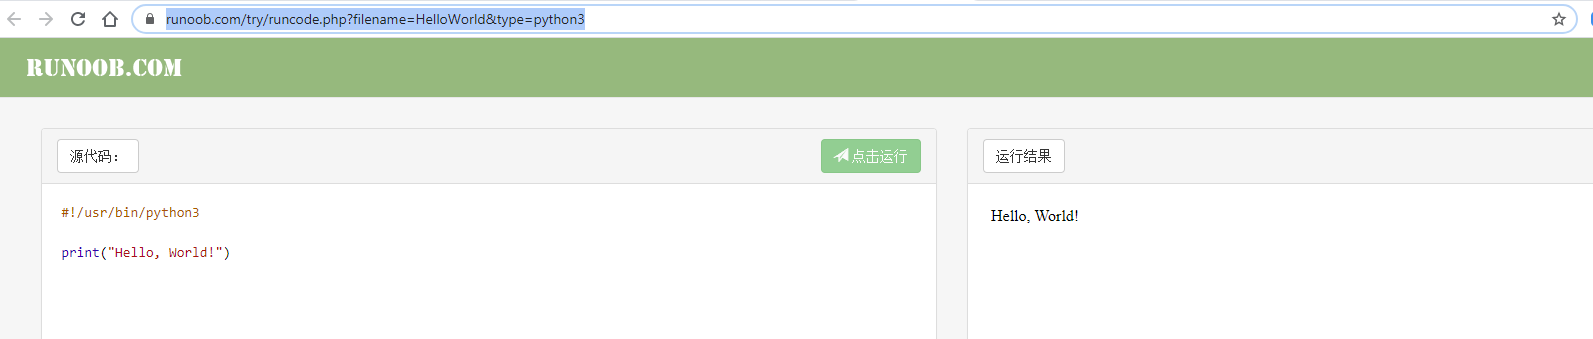 runoob.com/try/runcode.php?filename=HelloWorld&type=python3
RUNOOB.COM
源代码：
点击运行
运行结果
#!/usr/bin/python3
print("Hello, World!")
Hello, World!